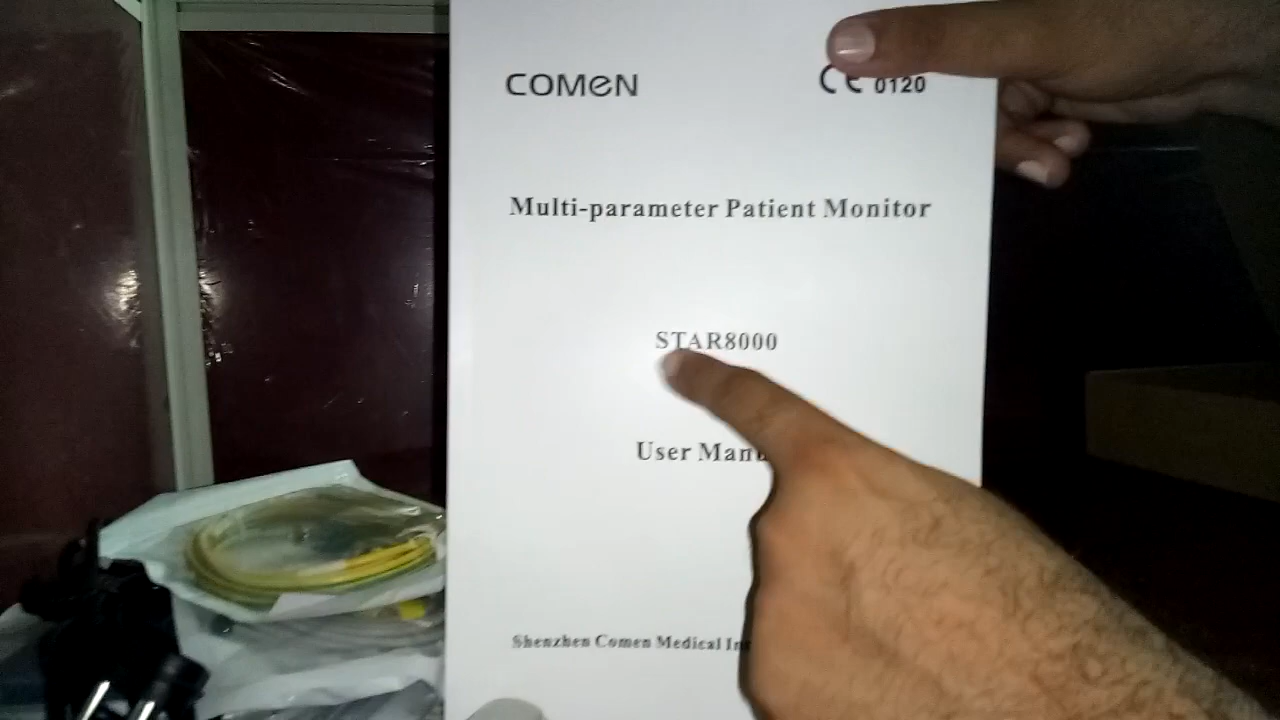 COMEN
CE 0120
Multi-parameter Patient Monitor
STAR8000
User Manu
Shenzhen Comen Medical In